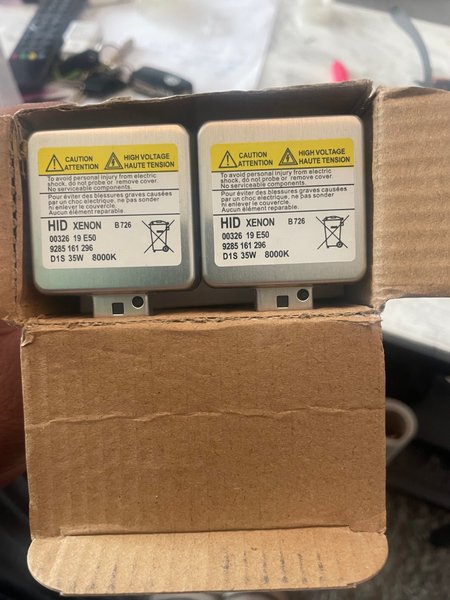 CAUTION
ATTENTION
HIGH VOLTAGE
HAUTE TENSION
To avoid personal injury from electric
shock, do not probe or remove cover.
No serviceable components.
Pour éviter des blessures graves causées
par un choc electrique, ne pas sonder
hi enlever le couvercle.
Aucun élément reparable.
HID XENON B726
00326 19 E50
9285 161 296
D1S 35W 8000K
CAUTION
ATTENTION
HIGH VOLTAGE
HAUTE TENSION
To avoid personal injury from electric
shock, do not probe or remove cover.
No serviceable components.
Pour éviter des blessures graves causées
par un choc electrique, ne pas sonder
hi enlever le couvercle.
Aucun élément reparable.
HID XENON B726
00326 19 E50
9285 161 296
D1S 35W 8000K